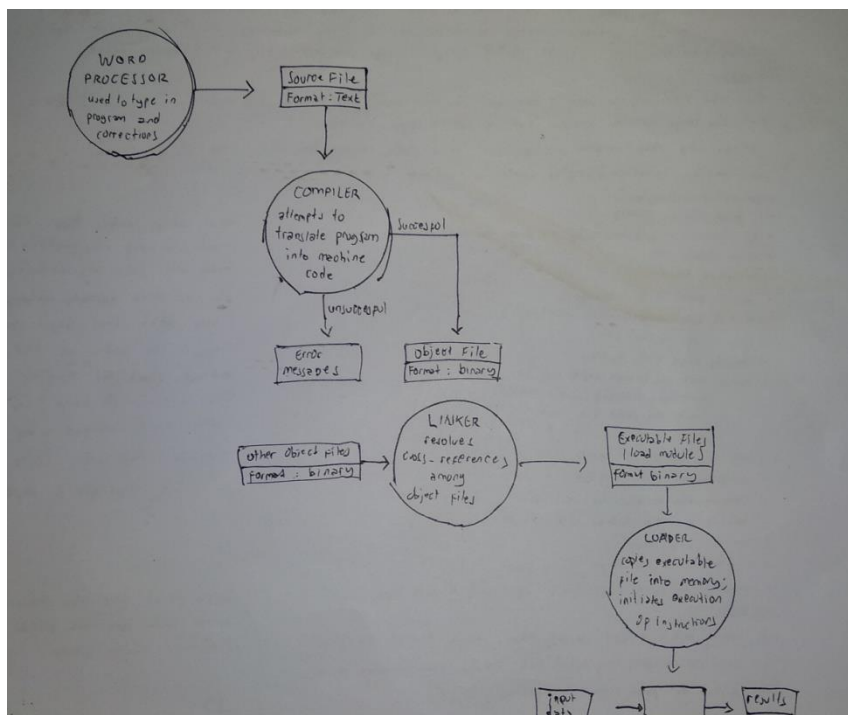 WORD
PROCESSOR
used to type in
program and
corrections
Source File
Format : Text
COMPILER
attempts to
translate program
into machine
code
successful
unsuccessful
Error
messages
Object File
Format : binary
LINKER
resolves
cross-references
among
object files
other object files
Format : binary
Executable files
(load modules)
Format binary
LOADER
copies executable
file into memory;
initiates execution
of instructions
input
data
results